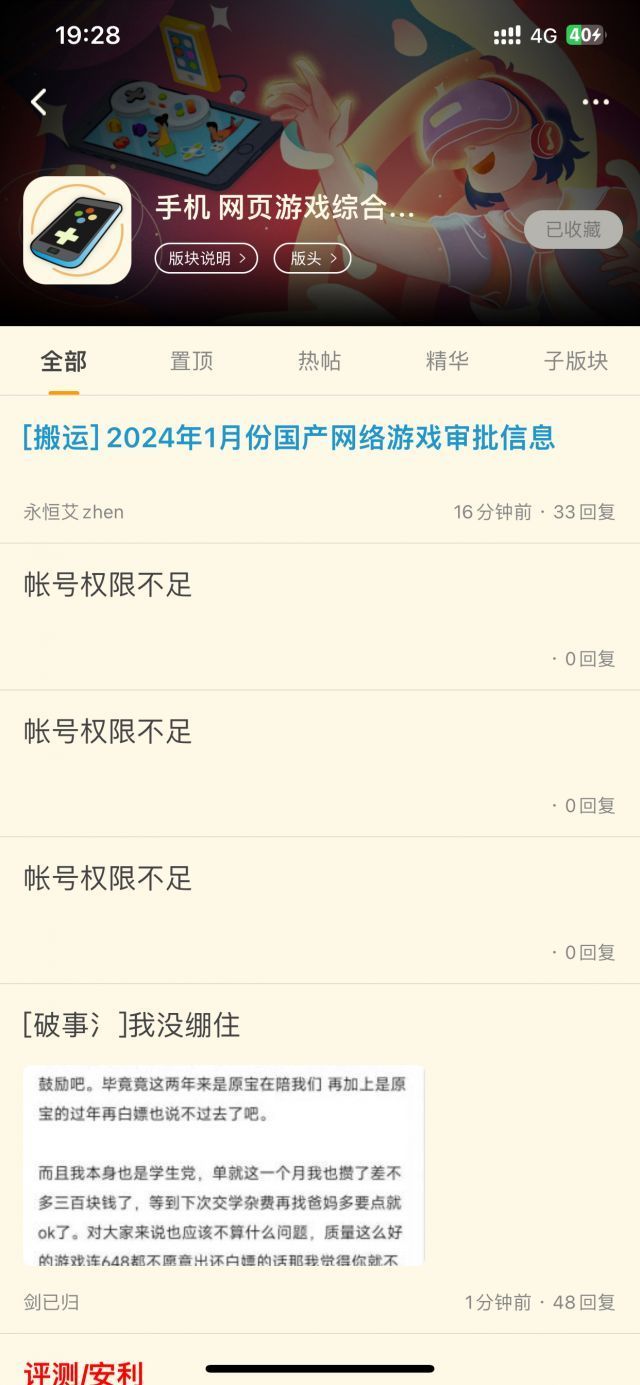 19:28
4G
40
手机 网页游戏综合...
已收藏
版块说明 >
版头 >
全部
置顶
热帖
精华
子版块
[搬运] 2024年1月份国产网络游戏审批信息
永恒艾zhen
16分钟前 · 33回复
帐号权限不足
· 0回复
帐号权限不足
· 0回复
帐号权限不足
· 0回复
[破事氵]我没绷住
鼓励吧。毕竟竟这两年来是原宝在陪我们 再加上是原
宝的过年再白嫖也说不过去了吧。
而且我本身也是学生党，单就这一个月我也攒了差不
多三百块钱了，等到下次交学杂费再找爸妈多要点就
ok了。对大家来说也应该不算什么问题，质量这么好
的游戏连648都不愿意出还白嫖的话那我觉得你就不
剑已归
1分钟前 · 48回复
评测/安利